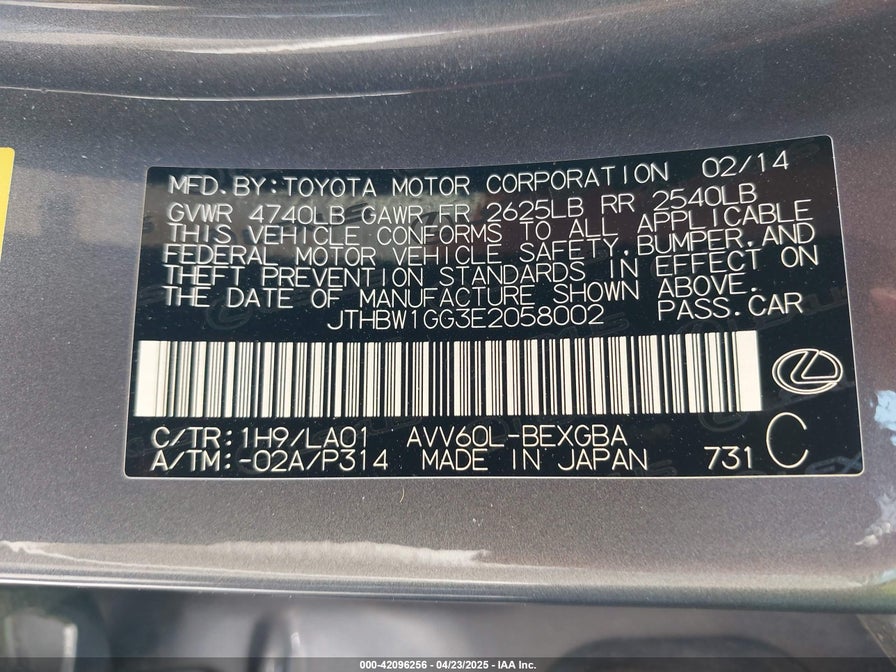 MFD.BY:TOYOTA MOTOR CORPORATION 02/14
GVWR 4740LB GAWR FR 2625LB RR 2540LB
THIS VEHICLE CONFORMS TO ALL APPLICABLE
FEDERAL MOTOR VEHICLE SAFETY,BUMPER,AND
THEFT PREVENTION STANDARDS IN EFFECT ON
THE DATE OF MANUFACTURE SHOWN ABOVE.
JTHBW1GG3E2058002 PASS.CAR
C/TR:1H9/LA01 AVV60L-BEXGBA
A/TM:-02A/P314 MADE IN JAPAN 731 C
000-42096256 - 04/23/2025 - IAA Inc.